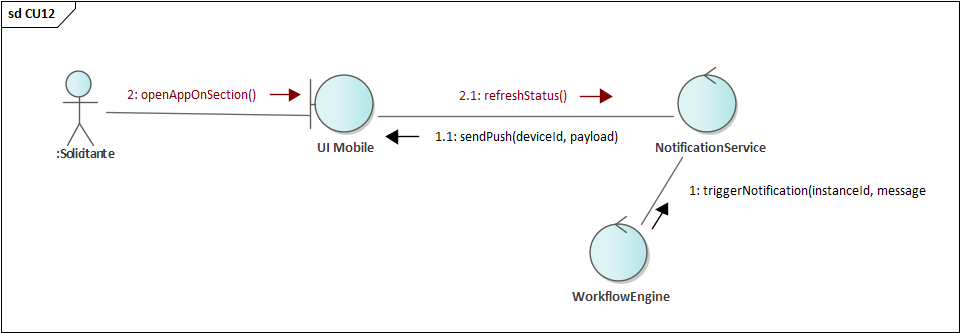 sd CU12
2: openAppOnSection()
2.1: refreshStatus()
1.1: sendPush(deviceId, payload)
:Solicitante
UI Mobile
NotificationService
1: triggerNotification(instanceId, message
WorkflowEngine